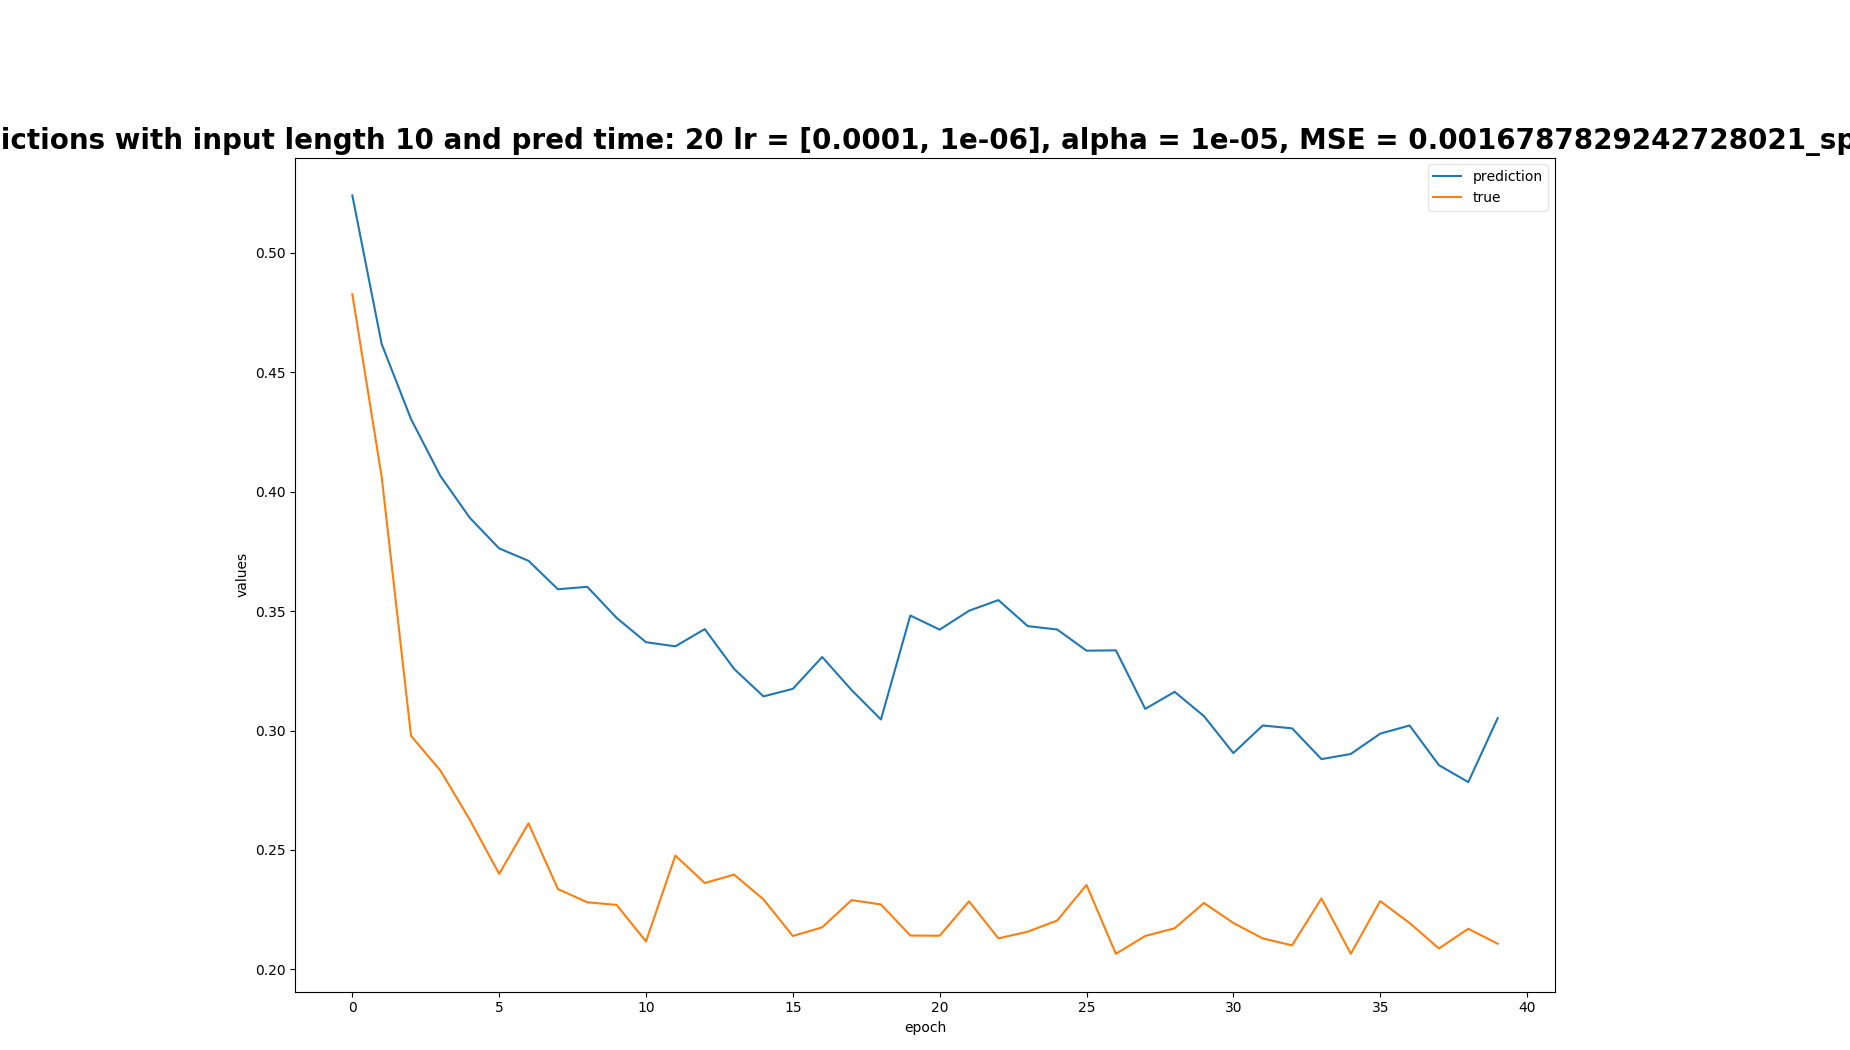 ictions with input length 10 and pred time: 20 lr = [0.0001, 1e-06], alpha = 1e-05, MSE = 0.0016787829242728021_sp
prediction
true
0.50
0.45
0.40
0.35
0.30
0.25
0.20
values
0 5 10 15 20 25 30 35 40
epoch